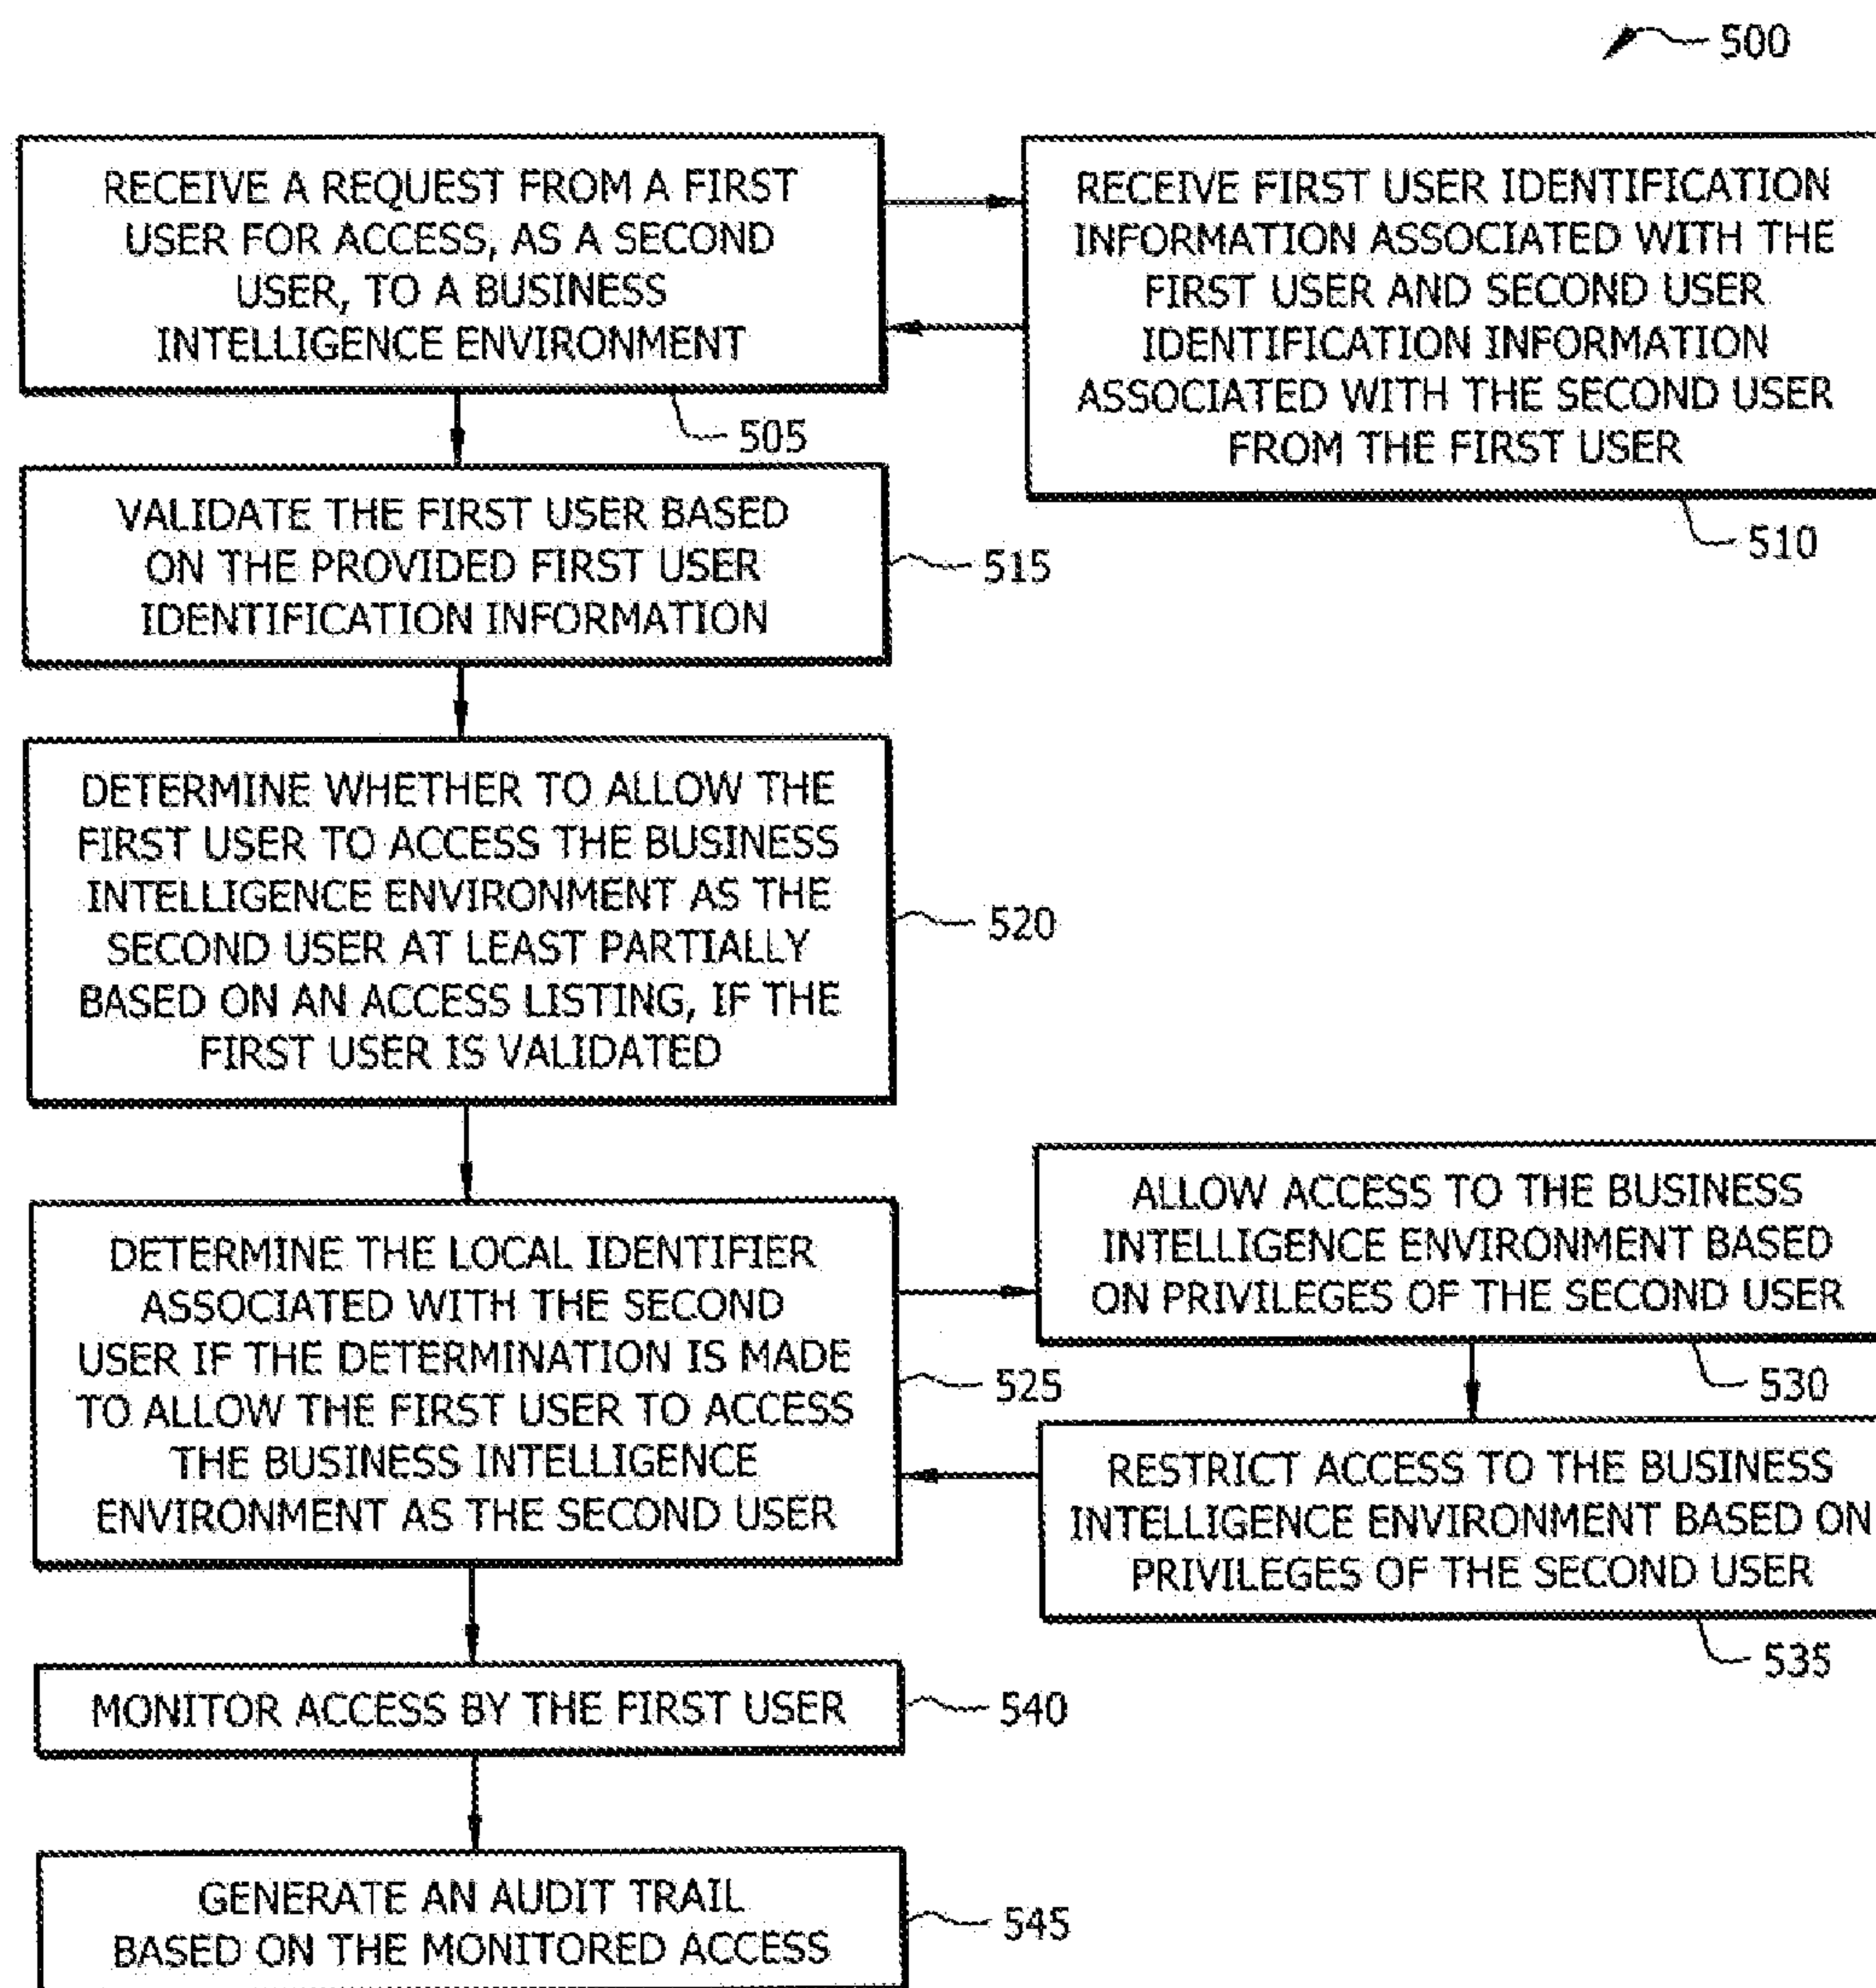 500
RECEIVE A REQUEST FROM A FIRST
USER FOR ACCESS, AS A SECOND
USER, TO A BUSINESS
INTELLIGENCE ENVIRONMENT
505
RECEIVE FIRST USER IDENTIFICATION
INFORMATION ASSOCIATED WITH THE
FIRST USER AND SECOND USER
IDENTIFICATION INFORMATION
ASSOCIATED WITH THE SECOND USER
FROM THE FIRST USER
510
VALIDATE THE FIRST USER BASED
ON THE PROVIDED FIRST USER
IDENTIFICATION INFORMATION
515
DETERMINE WHETHER TO ALLOW THE
FIRST USER TO ACCESS THE BUSINESS
INTELLIGENCE ENVIRONMENT AS THE
SECOND USER AT LEAST PARTIALLY
BASED ON AN ACCESS LISTING, IF THE
FIRST USER IS VALIDATED
520
DETERMINE THE LOCAL IDENTIFIER
ASSOCIATED WITH THE SECOND
USER IF THE DETERMINATION IS MADE
TO ALLOW THE FIRST USER TO ACCESS
THE BUSINESS INTELLIGENCE
ENVIRONMENT AS THE SECOND USER
525
ALLOW ACCESS TO THE BUSINESS
INTELLIGENCE ENVIRONMENT BASED
ON PRIVILEGES OF THE SECOND USER
530
RESTRICT ACCESS TO THE BUSINESS
INTELLIGENCE ENVIRONMENT BASED ON
PRIVILEGES OF THE SECOND USER
535
MONITOR ACCESS BY THE FIRST USER
540
GENERATE AN AUDIT TRAIL
BASED ON THE MONITORED ACCESS
545